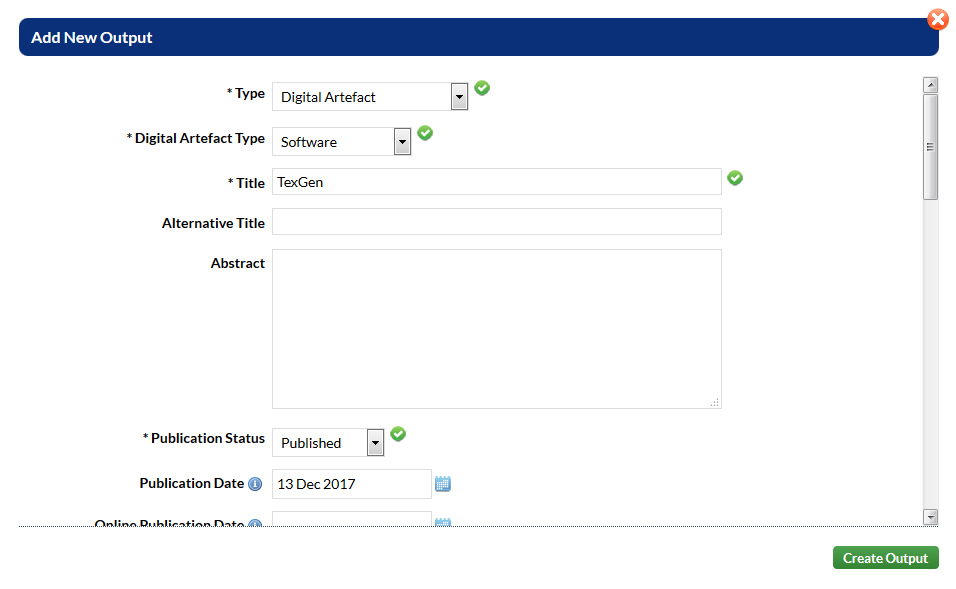 Add New Output
* Type Digital Artefact
* Digital Artefact Type Software
* Title TexGen
Alternative Title
Abstract
* Publication Status Published
Publication Date 13 Dec 2017
Online Publication Date
Create Output